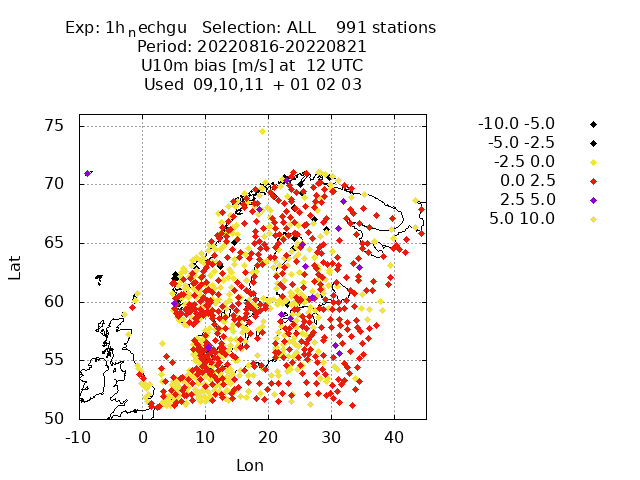 Exp: 1h_nechgu   Selection: ALL    991 stations
Period: 20220816-20220821
U10m bias [m/s] at  12 UTC
Used  09,10,11  + 01 02 03
-10.0 -5.0
-5.0 -2.5
-2.5 0.0
0.0 2.5
2.5 5.0
5.0 10.0
75
70
65
60
55
50
Lat
-10 0 10 20 30 40
Lon